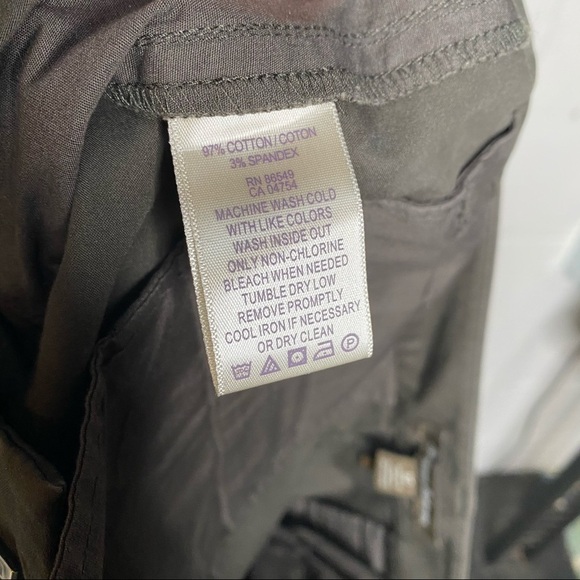 97% COTTON / COTON
3% SPANDEX
RN 86549
CA 04754
MACHINE WASH COLD
WITH LIKE COLORS
WASH INSIDE OUT
ONLY NON-CHLORINE
BLEACH WHEN NEEDED
TUMBLE DRY LOW
REMOVE PROMPTLY
COOL IRON IF NECESSARY
OR DRY CLEAN
P